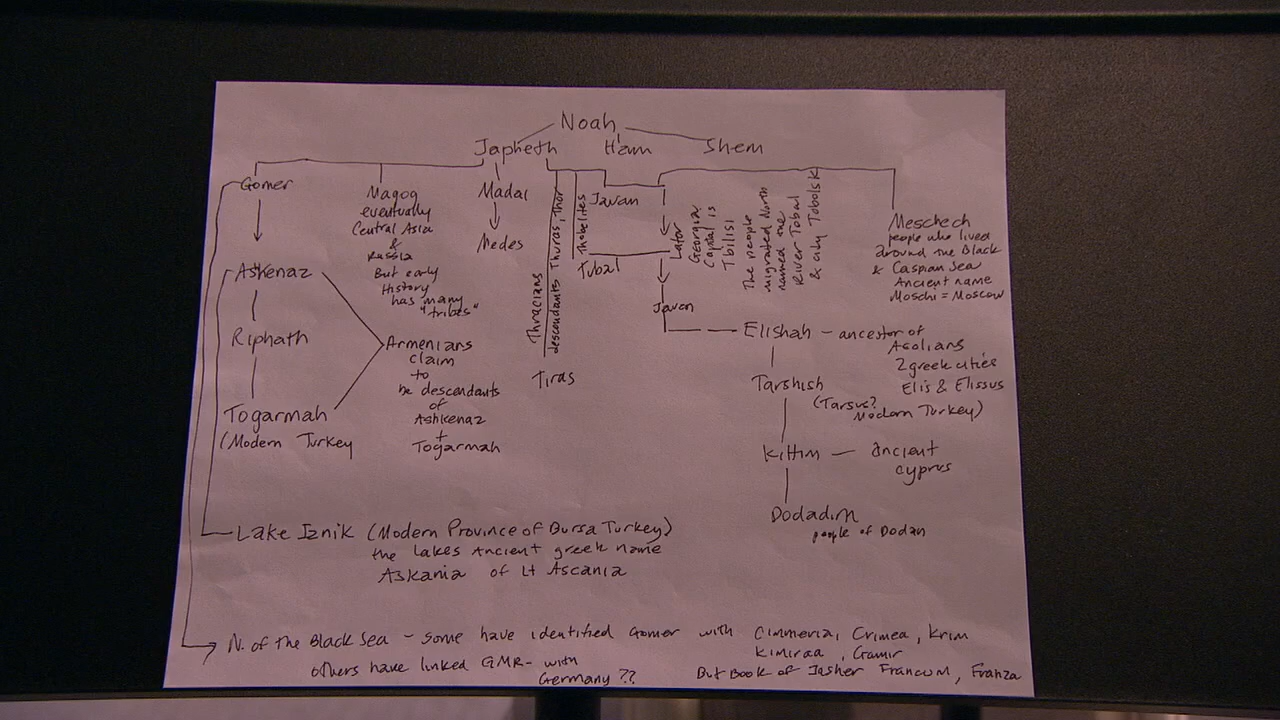 Noah
Japheth Ham Shem
Gomer
Askenaz
Riphath
Togarmah
(Modern Turkey
Magog
eventually
Central Asia
&
Russia
But early
History
has many
"tribes"
Armenians
claim
to
be descendants
of
Ashkenaz
+
Togarmah
Madai
Medes
Thracians
descendants Thuras, Thor
Tiras
Thobelites
Tubal
Javan
Later
Georgia,
Capital is
Tbilisi
The people
migrated North
named the
River Tobal
& city Tobolsk
Javan
Meschech
people who lived
around the Black
& Caspian Sea
Ancient name
Moschi = Moscow
Elishah - ancestor of
Aeolians
2 greek cities
Elis & Elissus
Tarshish
(Tarsus?
Modern Turkey)
Kittim - Ancient
Cyprus
Dodadim
people of Dodan
Lake Iznik (Modern Province of Bursa Turkey)
the lakes Ancient greek name
Askania of Lt Ascania
N. of the Black Sea - some have identified Gomer with Cimmeria, Crimea, Krim
Kimiraa, Gamir
others have linked GMR- with
Germany ??
But Book of Jasher Francum, Franza